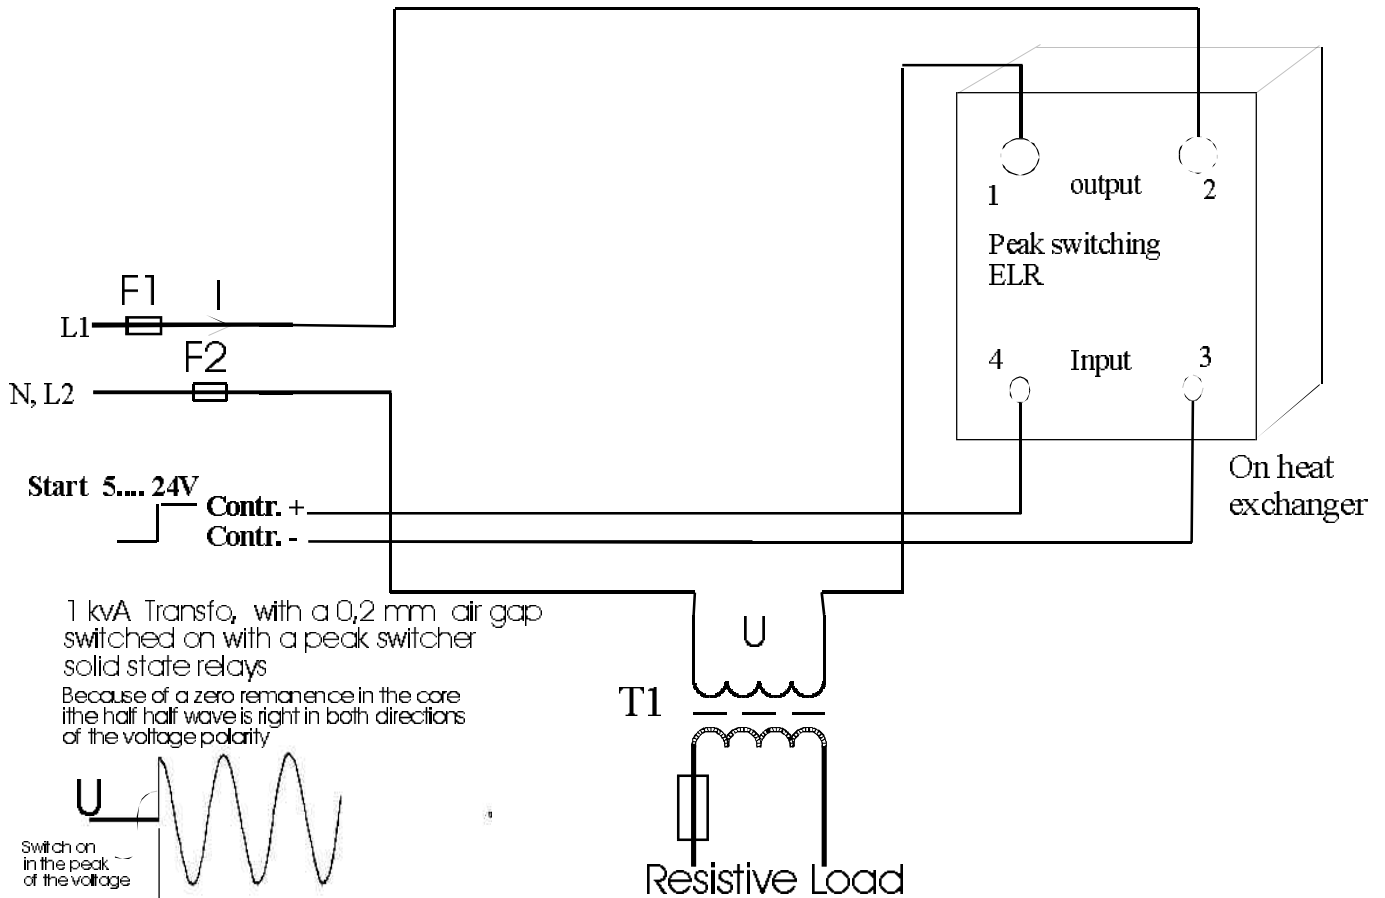 1 output 2
Peak switching
ELR
F1 I
L1
F2
N, L2
4 Input 3
On heat
exchanger
Start 5.... 24V
Contr. +
Contr. -
1 kvA Transfo, with a 0,2 mm air gap
switched on with a peak switcher
solid state relays
Because of a zero remanence in the core
ithe half half wave is right in both directions
of the voltage polarity
U
T1
U
Switch on
in the peak
of the voltage
Resistive Load